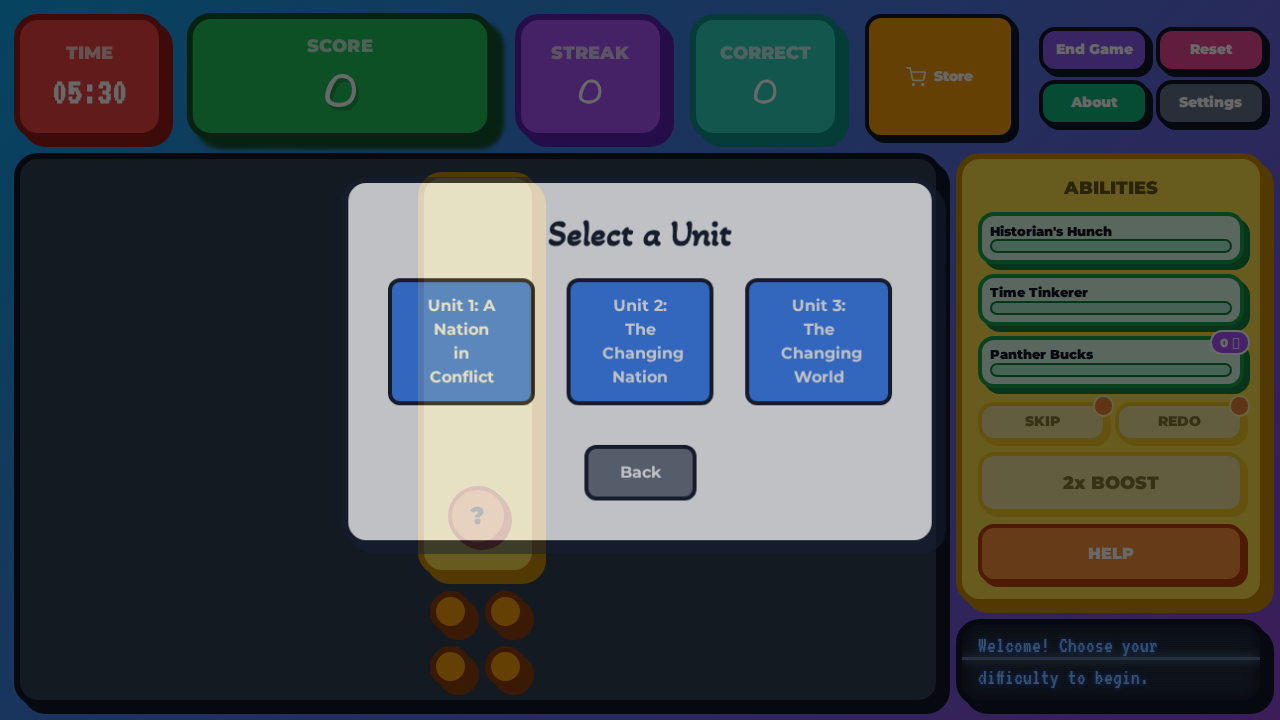 TIME
05:30
SCORE
0
STREAK
0
CORRECT
0
Store
End Game
Reset
About
Settings
Select a Unit
Unit 1: A
Nation
in
Conflict
Unit 2:
The
Changing
Nation
Unit 3:
The
Changing
World
Back
?
ABILITIES
Historian's Hunch
Time Tinkerer
Panther Bucks
0
SKIP
REDO
2x BOOST
HELP
Welcome! Choose your
difficulty to begin.